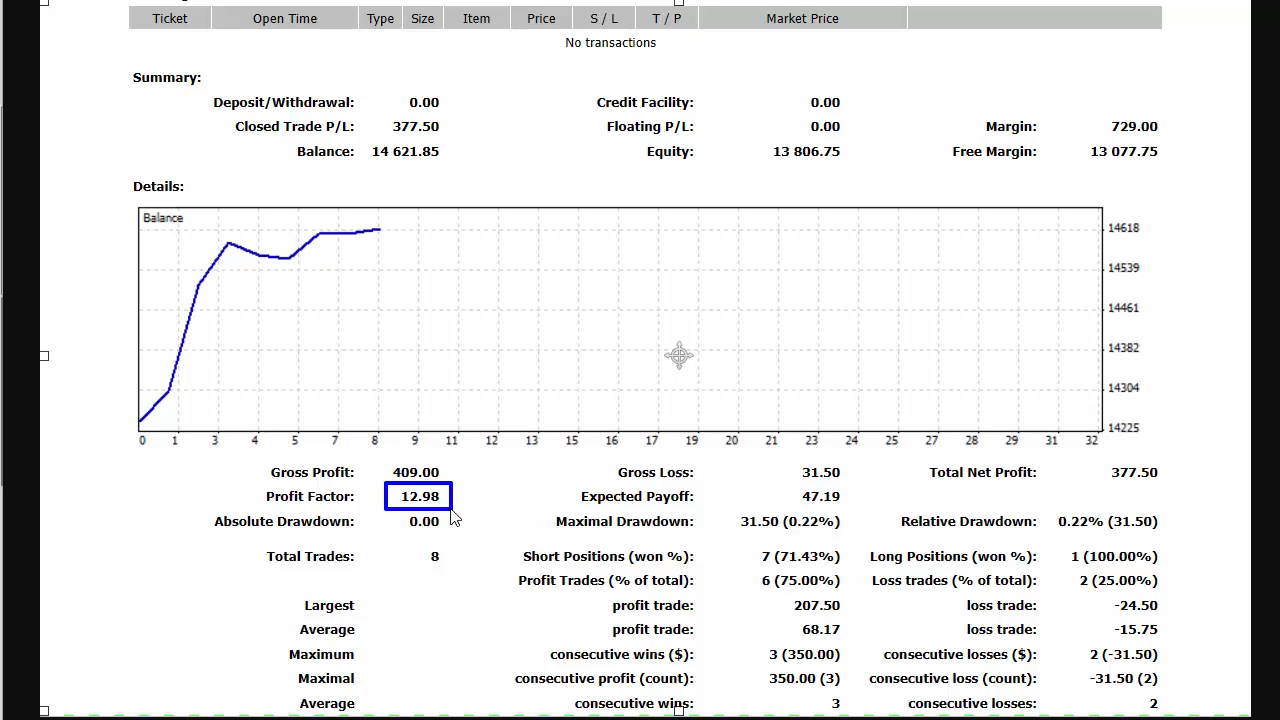 Ticket Open Time Type Size Item Price S / L T / P Market Price
No transactions
Summary:
Deposit/Withdrawal: 0.00 Credit Facility: 0.00
Closed Trade P/L: 377.50 Floating P/L: 0.00 Margin: 729.00
Balance: 14 621.85 Equity: 13 806.75 Free Margin: 13 077.75
Details:
Balance
14618
14539
14461
14382
14304
14225
0 1 3 4 5 7 8 9 11 12 13 15 16 17 19 20 21 23 24 25 27 28 29 31 32
Gross Profit: 409.00 Gross Loss: 31.50 Total Net Profit: 377.50
Profit Factor: 12.98 Expected Payoff: 47.19
Absolute Drawdown: 0.00 Maximal Drawdown: 31.50 (0.22%) Relative Drawdown: 0.22% (31.50)
Total Trades: 8 Short Positions (won %): 7 (71.43%) Long Positions (won %): 1 (100.00%)
Profit Trades (% of total): 6 (75.00%) Loss trades (% of total): 2 (25.00%)
Largest profit trade: 207.50 loss trade: -24.50
Average profit trade: 68.17 loss trade: -15.75
Maximum consecutive wins ($): 3 (350.00) consecutive losses ($): 2 (-31.50)
Maximal consecutive profit (count): 350.00 (3) consecutive loss (count): -31.50 (2)
Average consecutive wins: 3 consecutive losses: 2